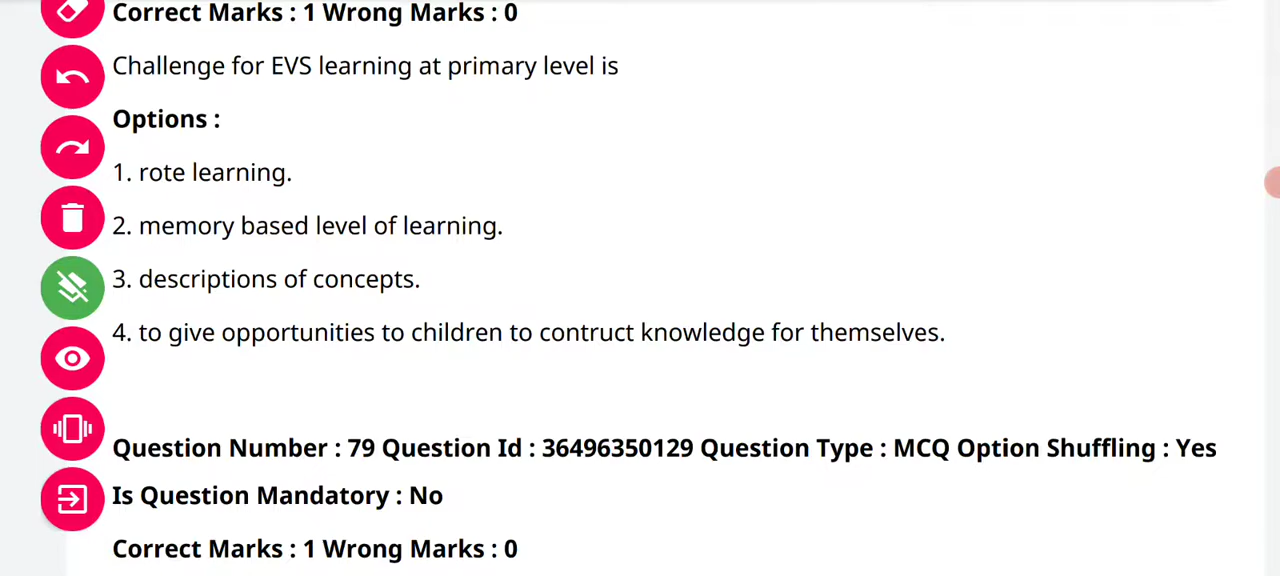 Correct Marks : 1 Wrong Marks : 0
Challenge for EVS learning at primary level is
Options :
1. rote learning.
2. memory based level of learning.
3. descriptions of concepts.
4. to give opportunities to children to contruct knowledge for themselves.
Question Number : 79 Question Id : 36496350129 Question Type : MCQ Option Shuffling : Yes
Is Question Mandatory : No
Correct Marks : 1 Wrong Marks : 0